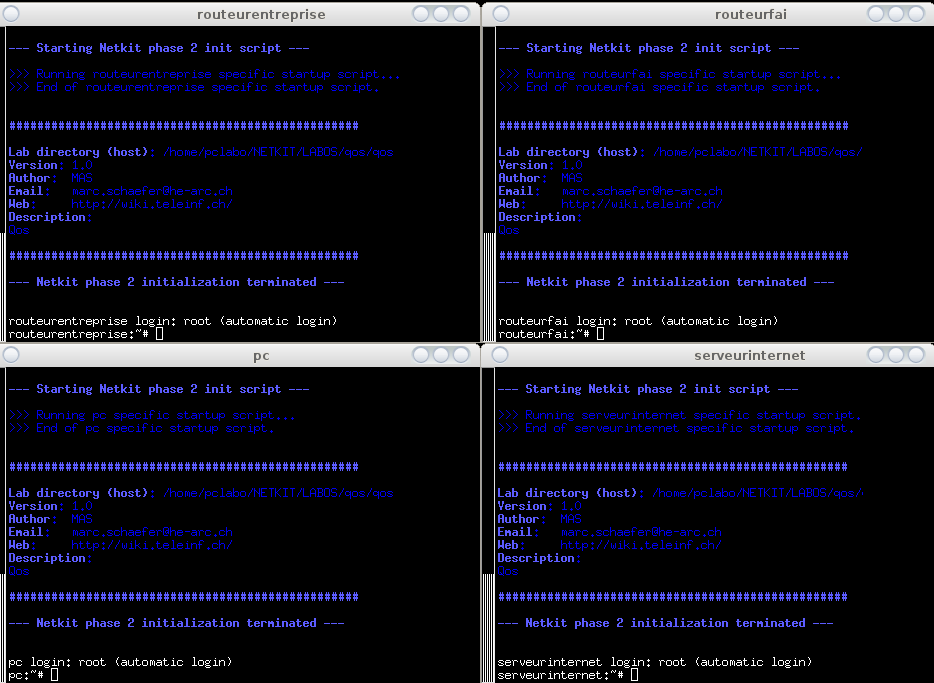 routeurentreprise
--- Starting Netkit phase 2 init script ---
>>> Running routeurentreprise specific startup script...
>>> End of routeurentreprise specific startup script.
##################################################
Lab directory (host): /home/pclabo/NETKIT/LABOS/qos/qos
Version: 1.0
Author: MAS
Email: marc.schaefer@he-arc.ch
Web: http://wiki.teleinf.ch/
Description:
Qos
##################################################
--- Netkit phase 2 initialization terminated ---
routeurentreprise login: root (automatic login)
routeurentreprise:~#
routeurfai
--- Starting Netkit phase 2 init script ---
>>> Running routeurfai specific startup script...
>>> End of routeurfai specific startup script.
##################################################
Lab directory (host): /home/pclabo/NETKIT/LABOS/qos/
Version: 1.0
Author: MAS
Email: marc.schaefer@he-arc.ch
Web: http://wiki.teleinf.ch/
Description:
Qos
##################################################
--- Netkit phase 2 initialization terminated ---
routeurfai login: root (automatic login)
routeurfai:~#
pc
--- Starting Netkit phase 2 init script ---
>>> Running pc specific startup script...
>>> End of pc specific startup script.
##################################################
Lab directory (host): /home/pclabo/NETKIT/LABOS/qos/qos
Version: 1.0
Author: MAS
Email: marc.schaefer@he-arc.ch
Web: http://wiki.teleinf.ch/
Description:
Qos
##################################################
--- Netkit phase 2 initialization terminated ---
pc login: root (automatic login)
pc:~#
serveurinternet
--- Starting Netkit phase 2 init script ---
>>> Running serveurinternet specific startup script.
>>> End of serveurinternet specific startup script.
##################################################
Lab directory (host): /home/pclabo/NETKIT/LABOS/qos/
Version: 1.0
Author: MAS
Email: marc.schaefer@he-arc.ch
Web: http://wiki.teleinf.ch/
Description:
Qos
##################################################
--- Netkit phase 2 initialization terminated ---
serveurinternet login: root (automatic login)
serveurinternet:~#